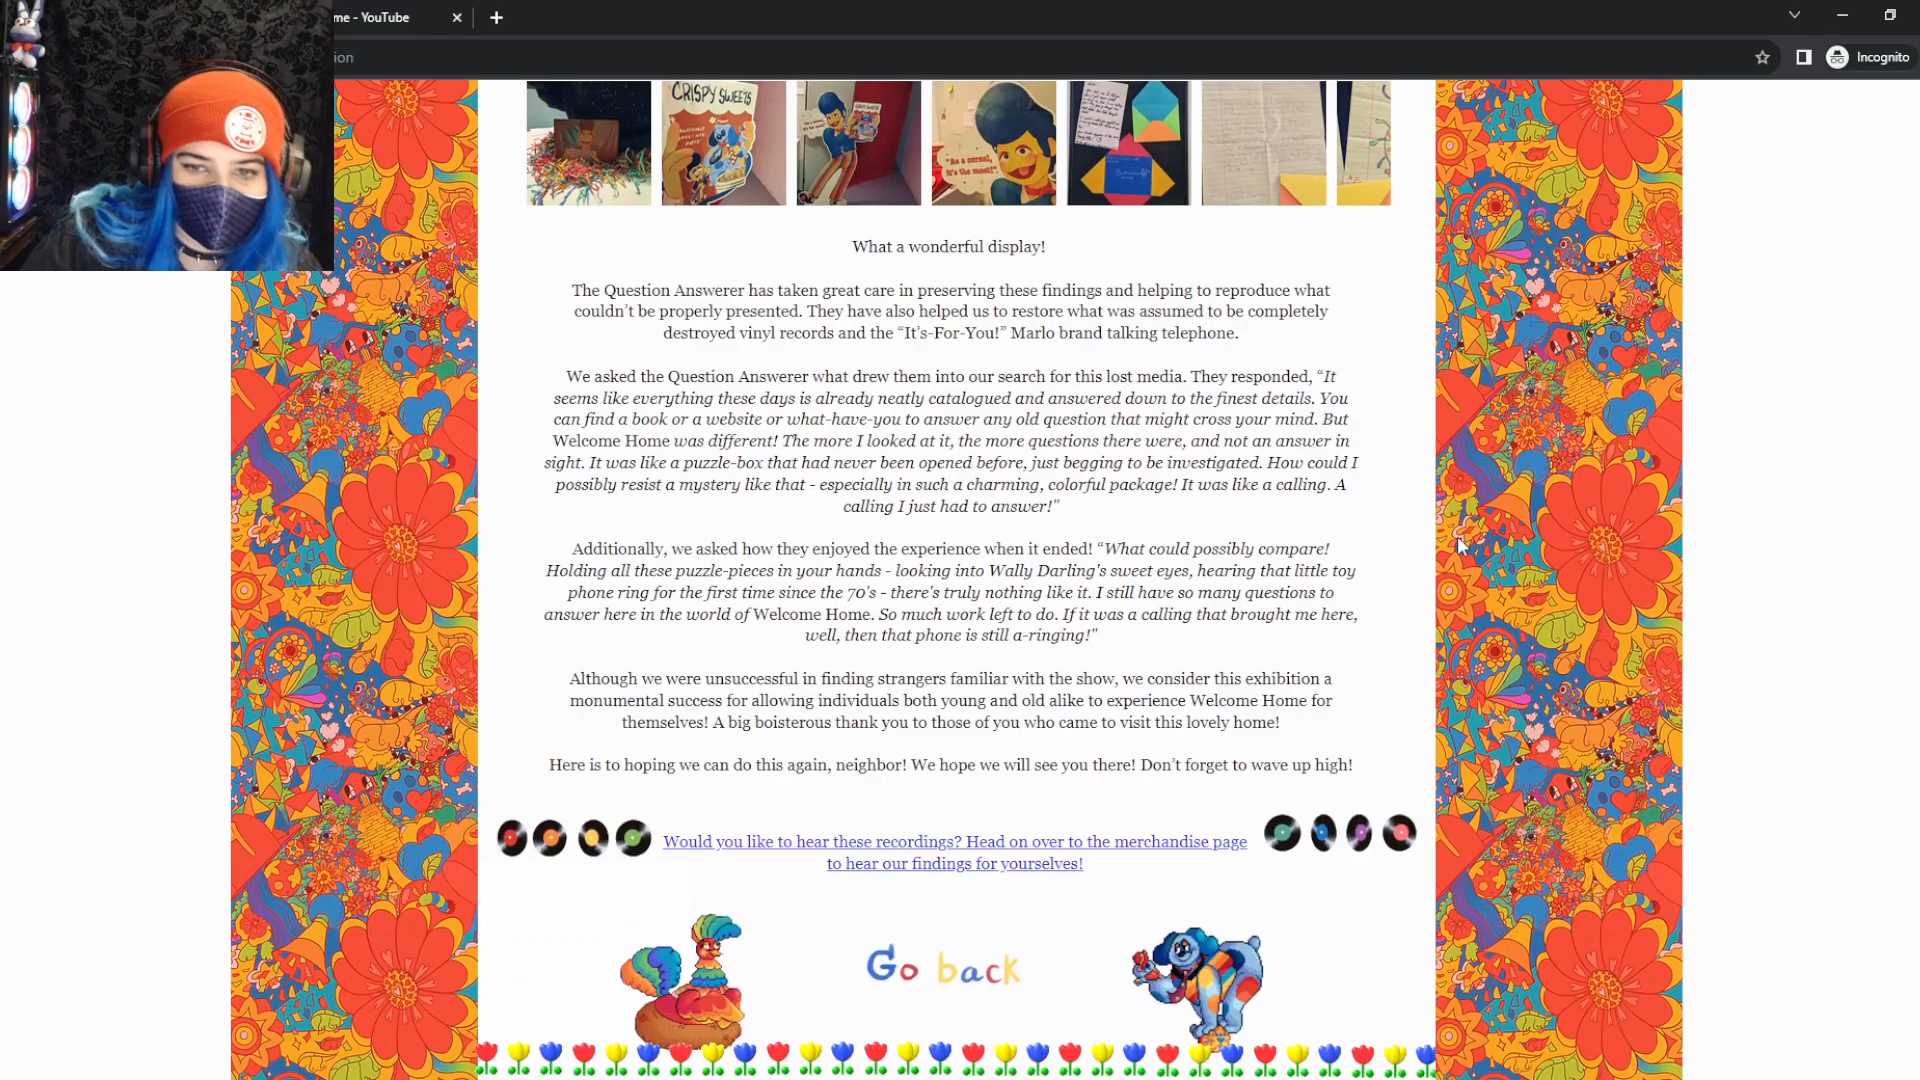 me - YouTube
ion
Incognito
CRISPY SWEETS
"As a cereal,
it's the most!"
What a wonderful display!
The Question Answerer has taken great care in preserving these findings and helping to reproduce what
couldn't be properly presented. They have also helped us to restore what was assumed to be completely
destroyed vinyl records and the “It's-For-You!” Marlo brand talking telephone.
We asked the Question Answerer what drew them into our search for this lost media. They responded, “It
seems like everything these days is already neatly catalogued and answered down to the finest details. You
can find a book or a website or what-have-you to answer any old question that might cross your mind. But
Welcome Home was different! The more I looked at it, the more questions there were, and not an answer in
sight. It was like a puzzle-box that had never been opened before, just begging to be investigated. How could I
possibly resist a mystery like that - especially in such a charming, colorful package! It was like a calling. A
calling I just had to answer!"
Additionally, we asked how they enjoyed the experience when it ended! “What could possibly compare!
Holding all these puzzle-pieces in your hands - looking into Wally Darling's sweet eyes, hearing that little toy
phone ring for the first time since the 70's - there's truly nothing like it. I still have so many questions to
answer here in the world of Welcome Home. So much work left to do. If it was a calling that brought me here,
well, then that phone is still a-ringing!"
Although we were unsuccessful in finding strangers familiar with the show, we consider this exhibition a
monumental success for allowing individuals both young and old alike to experience Welcome Home for
themselves! A big boisterous thank you to those of you who came to visit this lovely home!
Here is to hoping we can do this again, neighbor! We hope we will see you there! Don't forget to wave up high!
Would you like to hear these recordings? Head on over to the merchandise page
to hear our findings for yourselves!
Go back